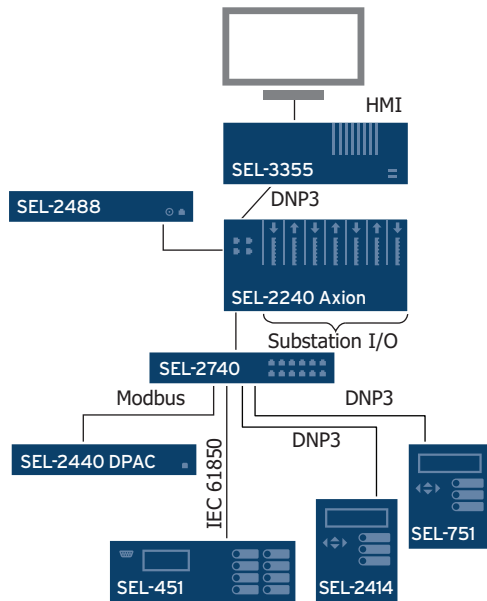 HMI
SEL-3355
DNP3
SEL-2488
SEL-2240 Axion
Substation I/O
SEL-2740
Modbus
DNP3
DNP3
IEC 61850
SEL-2440 DPAC
SEL-751
SEL-451
SEL-2414